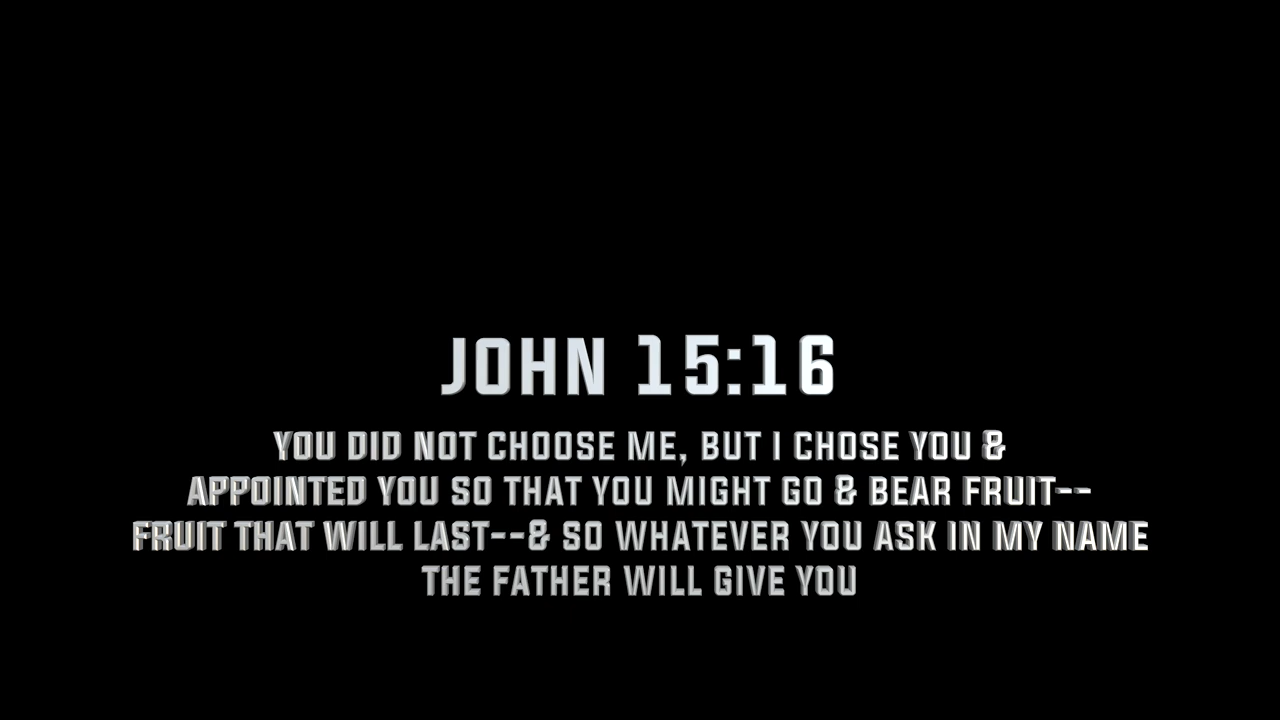 JOHN 15:16
YOU DID NOT CHOOSE ME, BUT I CHOSE YOU &
APPOINTED YOU SO THAT YOU MIGHT GO & BEAR FRUIT--
FRUIT THAT WILL LAST--& SO WHATEVER YOU ASK IN MY NAME
THE FATHER WILL GIVE YOU